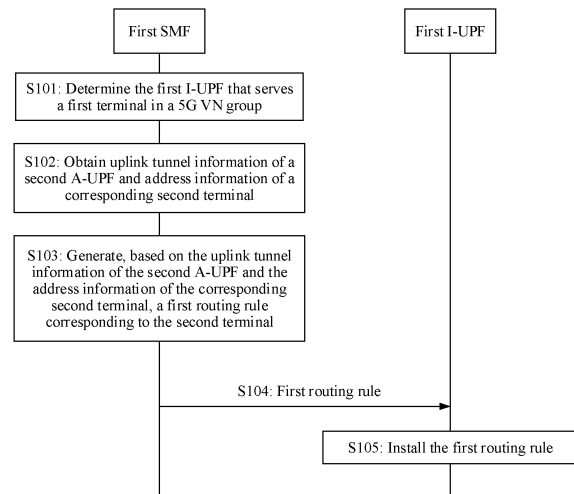 First SMF
First I-UPF
S101: Determine the first I-UPF that serves
a first terminal in a 5G VN group
S102: Obtain uplink tunnel information of a
second A-UPF and address information of a
corresponding second terminal
S103: Generate, based on the uplink tunnel
information of the second A-UPF and the
address information of the corresponding
second terminal, a first routing rule
corresponding to the second terminal
S104: First routing rule
S105: Install the first routing rule